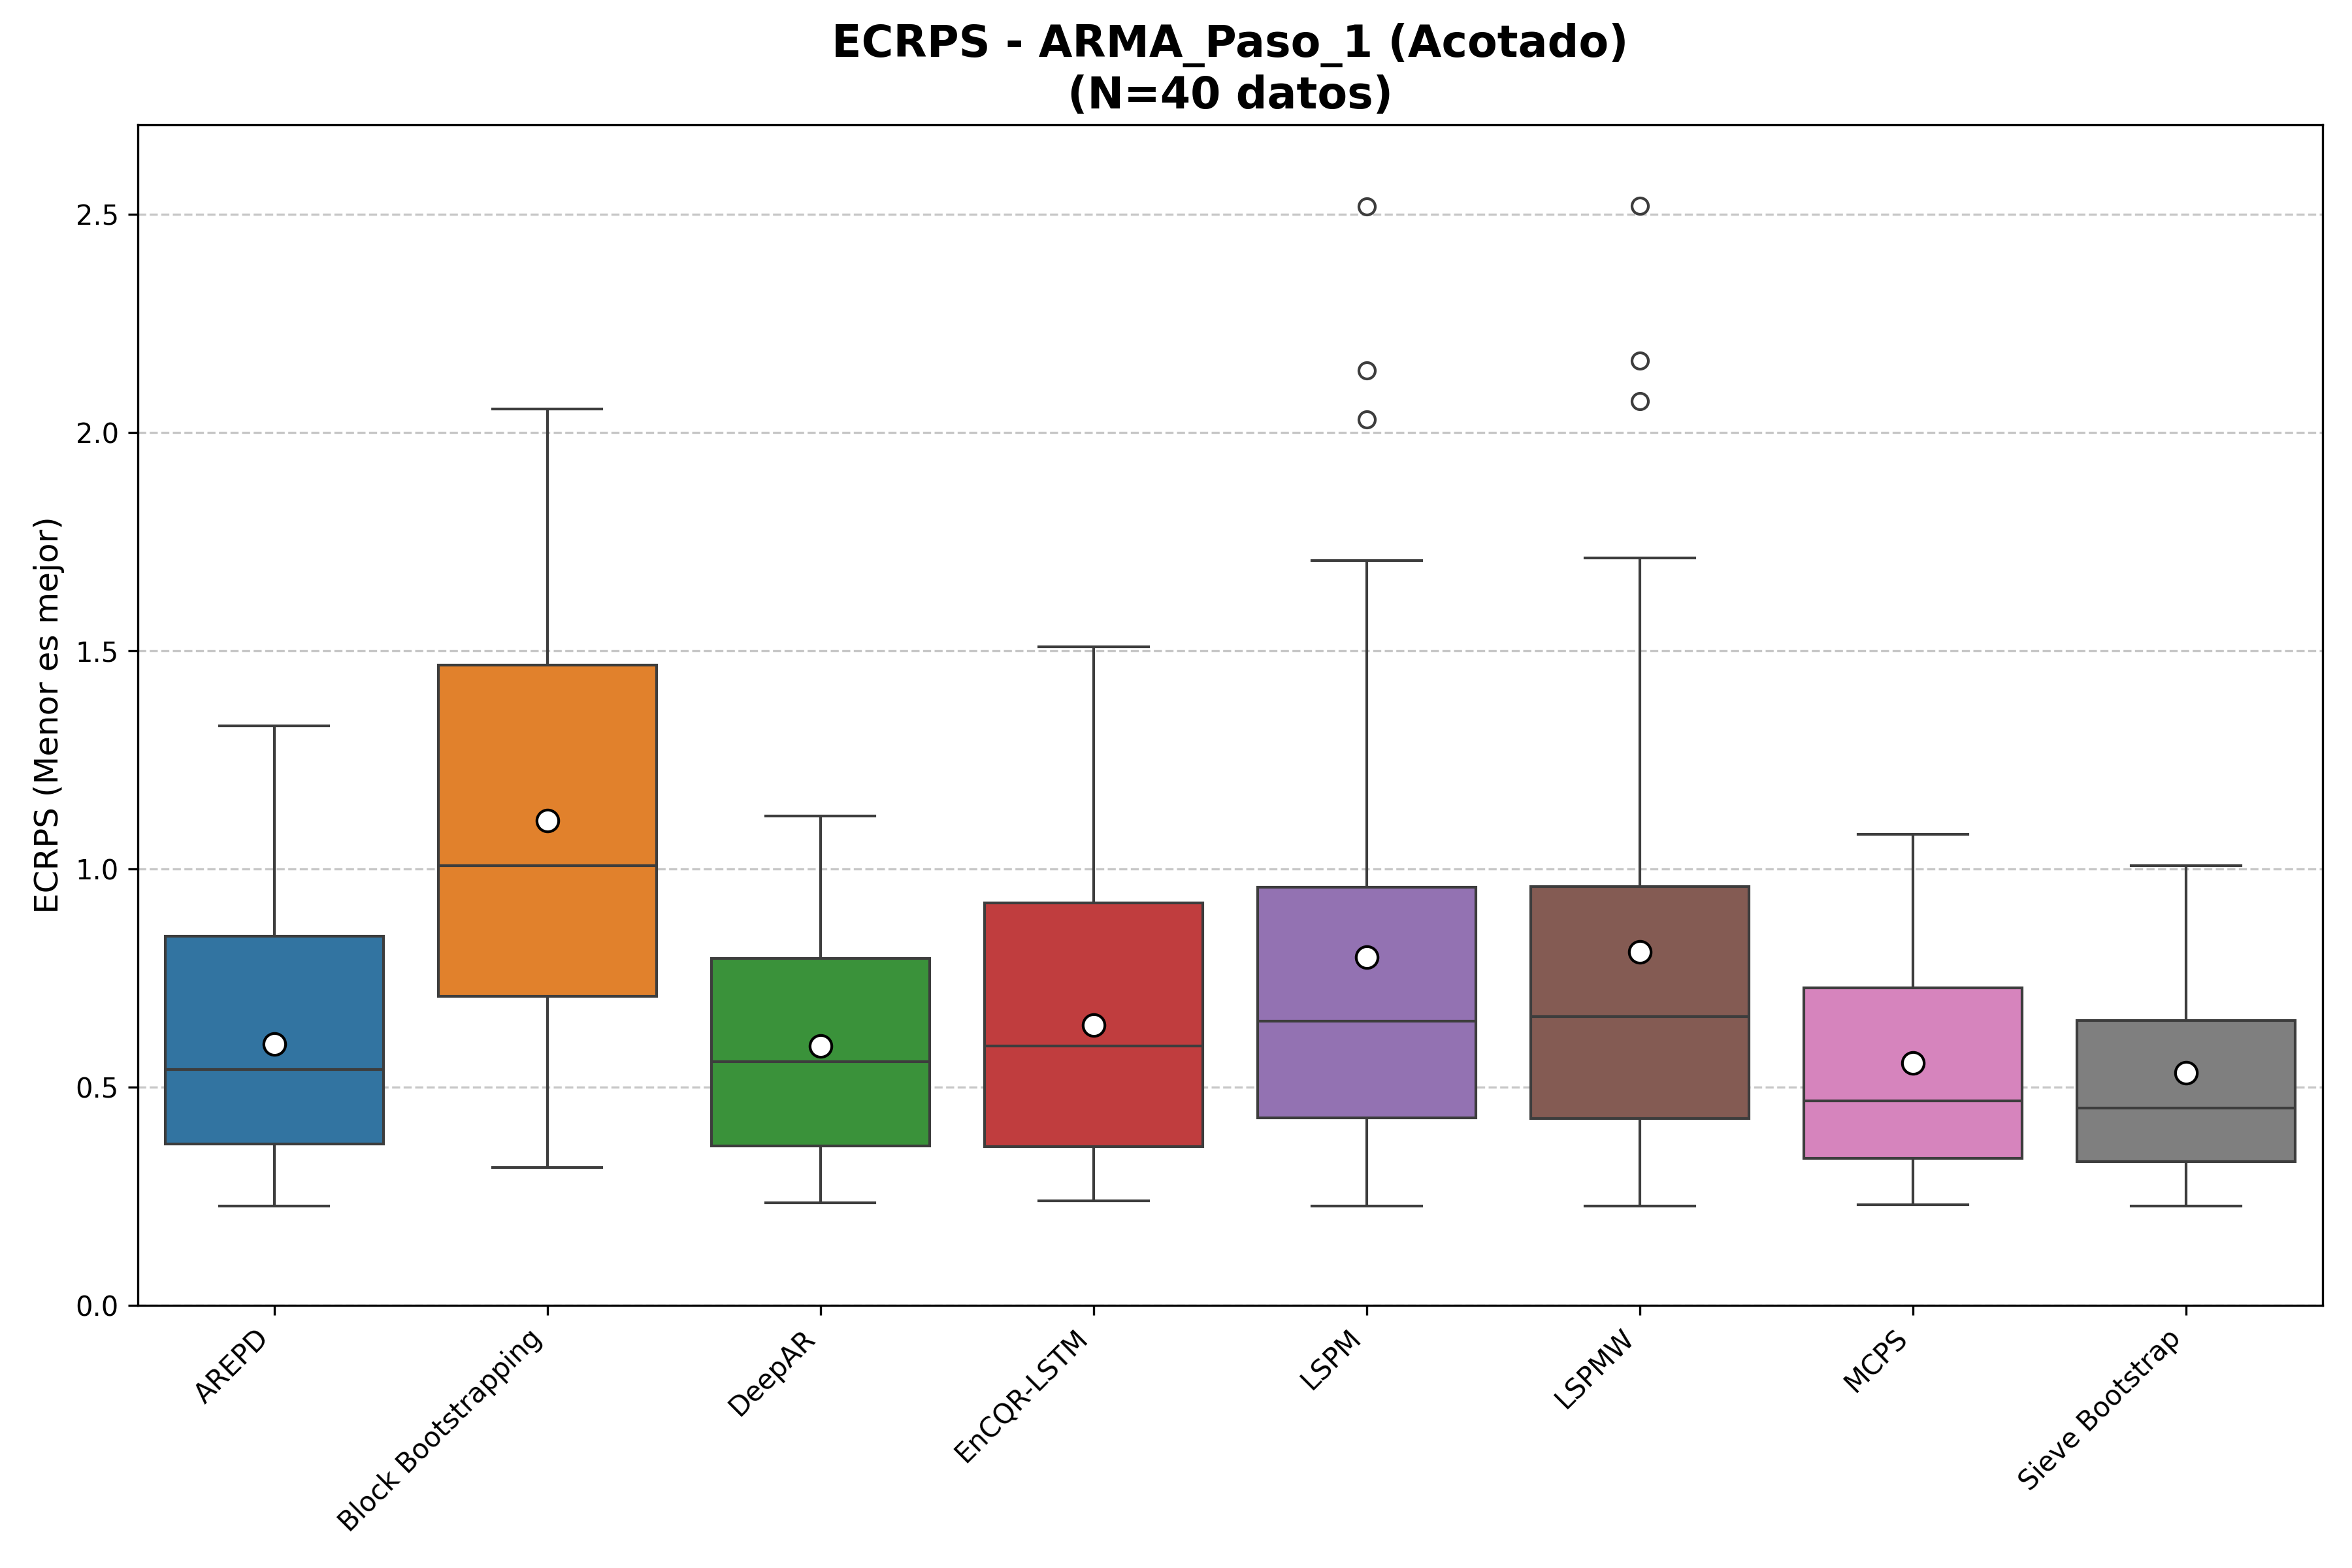 ECRPS - ARMA_Paso_1 (Acotado)
(N=40 datos)
ECRPS (Menor es mejor)
2.5
2.0
1.5
1.0
0.5
0.0
AREPD
Block Bootstrapping
DeepAR
EnCQR-LSTM
LSPM
LSPMW
MCPS
Sieve Bootstrap